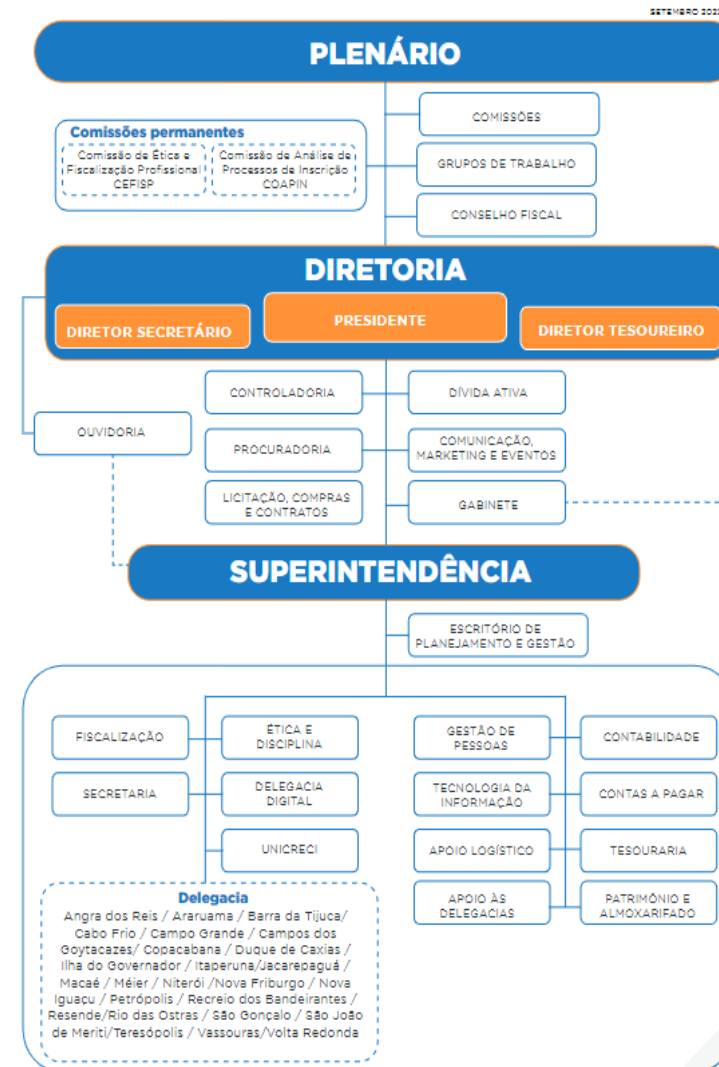 SETEMBRO 202
PLENÁRIO
COMISSÕES
Comissões permanentes
Comissão de Ética e
Fiscalização Profissional
CEFISP
Comissão de Análise de
Processos de Inscrição
COAPIN
GRUPOS DE TRABALHO
CONSELHO FISCAL
DIRETORIA
DIRETOR SECRETÁRIO
PRESIDENTE
DIRETOR TESOUREIRO
CONTROLADORIA
DÍVIDA ATIVA
OUVIDORIA
PROCURADORIA
COMUNICAÇÃO,
MARKETING E EVENTOS
LICITAÇÃO, COMPRAS
E CONTRATOS
GABINETE
SUPERINTENDÊNCIA
ESCRITÓRIO DE
PLANEJAMENTO E GESTÃO
FISCALIZAÇÃO
ÉTICA E
DISCIPLINA
GESTÃO DE
PESSOAS
CONTABILIDADE
SECRETARIA
DELEGACIA
DIGITAL
TECNOLOGIA DA
INFORMAÇÃO
CONTAS A PAGAR
UNICRECI
APOIO LOGÍSTICO
TESOURARIA
APOIO ÀS
DELEGACIAS
PATRIMÔNIO E
ALMOXARIFADO
Delegacia
Angra dos Reis / Araruama / Barra da Tijuca/
Cabo Frio / Campo Grande / Campos dos
Goytacazes/ Copacabana / Duque de Caxias /
Ilha do Governador / Itaperuna/Jacarepaguá /
Macaé / Méier / Niterói /Nova Friburgo / Nova
Iguaçu / Petrópolis / Recreio dos Bandeirantes /
Resende/Rio das Ostras / São Gonçalo / São João
de Meriti/Teresópolis / Vassouras/Volta Redonda